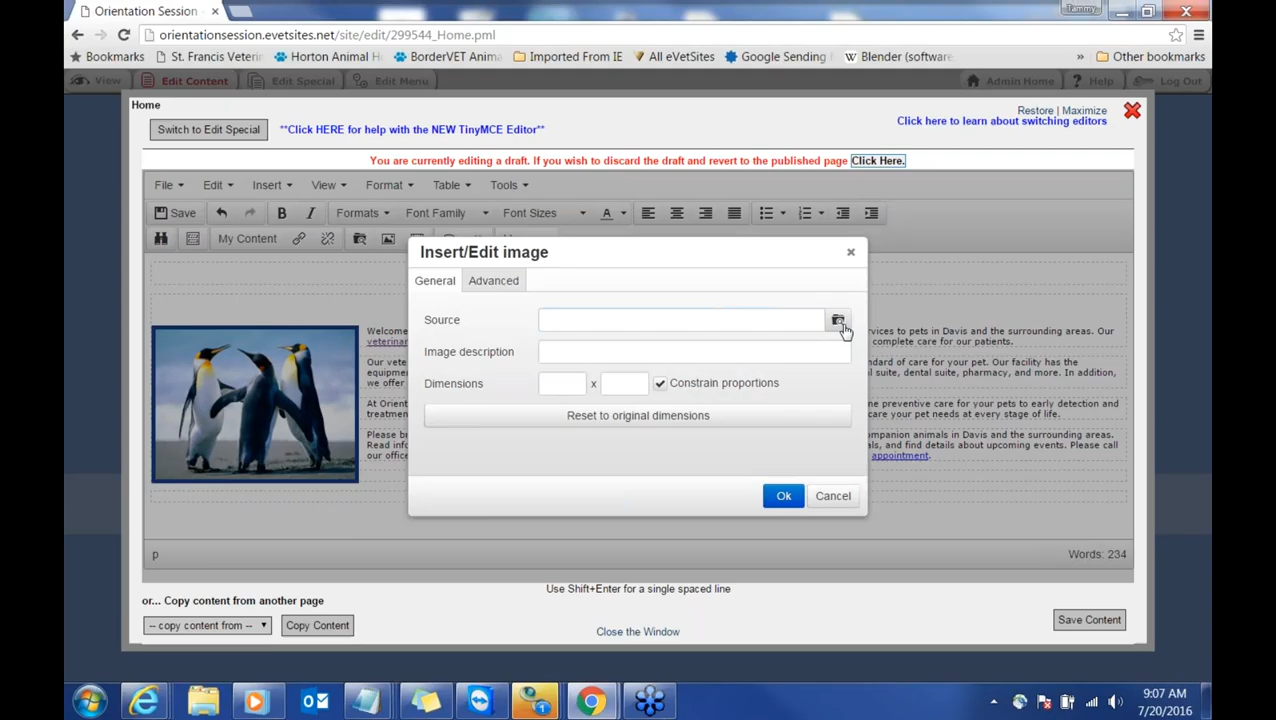 Orientation Session
Tammy
orientationsession.evetsites.net/site/edit/299544_Home.pml
Bookmarks St. Francis Veterin Horton Animal H BorderVET Anima Imported From IE All eVetSites Google Sending Blender (software, » Other bookmarks
View Edit Content Edit Special Edit Menu Admin Home Help Log Out
Home
Restore | Maximize
Switch to Edit Special **Click HERE for help with the NEW TinyMCE Editor** Click here to learn about switching editors
You are currently editing a draft. If you wish to discard the draft and revert to the published page Click Here.
File Edit Insert View Format Table Tools
Save B I Formats Font Family Font Sizes A
My Content
Insert/Edit image
General Advanced
Source
Image description
Dimensions x Constrain proportions
Reset to original dimensions
Ok Cancel
Welcome
veterinar
Our vete
equipme
we offer
At Orien
treatmen
Please br
Read info
our office
vices to pets in Davis and the surrounding areas. Our
complete care for our patients.
ndard of care for your pet. Our facility has the
suite, dental suite, pharmacy, and more. In addition,
ne preventive care for your pets to early detection and
care your pet needs at every stage of life.
ompanion animals in Davis and the surrounding areas. Please
als, and find details about upcoming events. Please call
appointment.
p Words: 234
Use Shift+Enter for a single spaced line
or... Copy content from another page
-- copy content from -- Copy Content Save Content
Close the Window
1
9:07 AM
7/20/2016